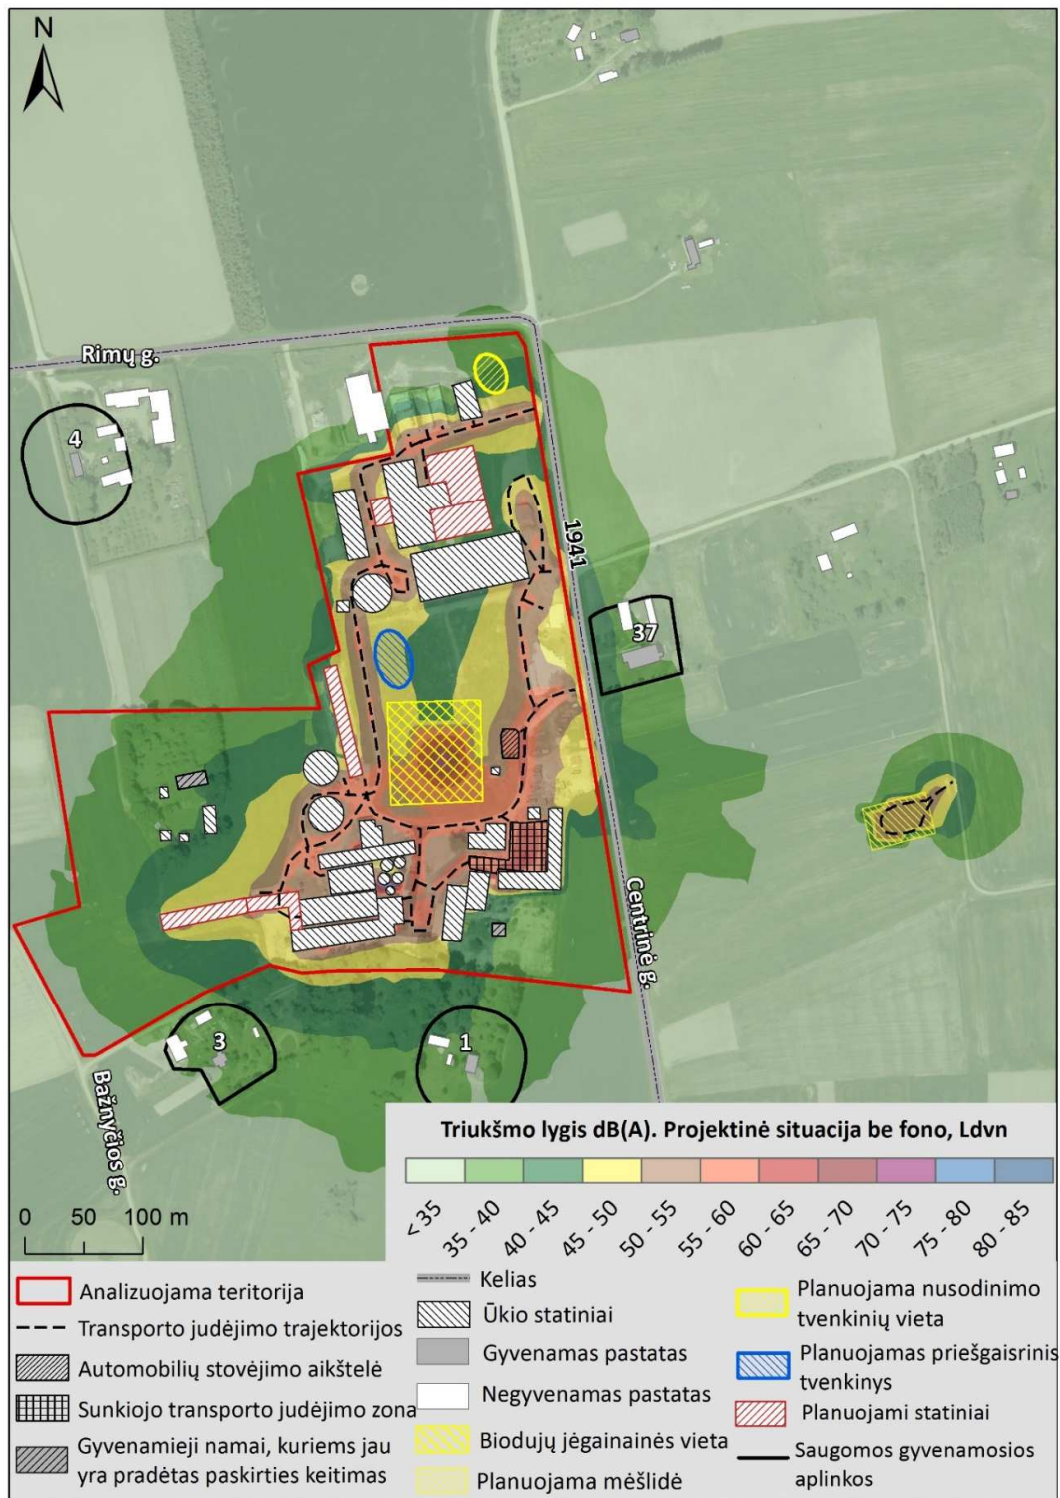 N
Rimų g.
4
1941
37
Centrinė g.
3
1
Bažnyčios g.
0 50 100 m
Triukšmo lygis dB(A). Projektinė situacija be fono, Ldvn
< 35
35 - 40
40 - 45
45 - 50
50 - 55
55 - 60
60 - 65
65 - 70
70 - 75
75 - 80
80 - 85
Analizuojama teritorija
Transporto judėjimo trajektorijos
Automobilių stovėjimo aikštelė
Sunkiojo transporto judėjimo zona
Gyvenamieji namai, kuriems jau
yra pradėtas paskirties keitimas
Kelias
Ūkio statiniai
Gyvenamas pastatas
Negyvenamas pastatas
Biodujų jėgainainės vieta
Planuojama mėšlidė
Planuojama nusodinimo
tvenkinių vieta
Planuojamas priešgaisrinis
tvenkinys
Planuojami statiniai
Saugomos gyvenamosios
aplinkos